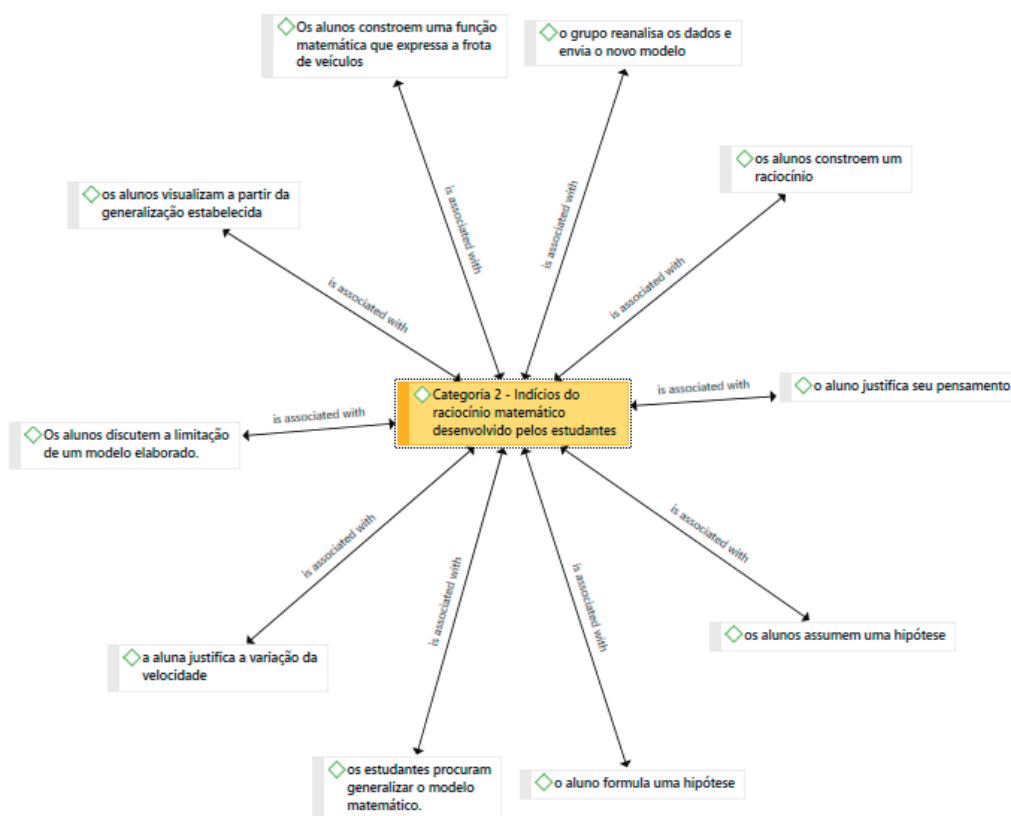 Os alunos constroem uma função
matemática que expressa a frota
de veículos
o grupo reanalisa os dados e
envia o novo modelo
os alunos constroem um
raciocínio
os alunos visualizam a partir da
generalização estabelecida
is associated with
is associated with
is associated with
is associated with
Categoria 2 - Indícios do
raciocínio matemático
desenvolvido pelos estudantes
is associated with
o aluno justifica seu pensamento
Os alunos discutem a limitação
de um modelo elaborado.
is associated with
is associated with
is associated with
is associated with
is associated with
a aluna justifica a variação da
velocidade
os alunos assumem uma hipótese
os estudantes procuram
generalizar o modelo
matemático.
o aluno formula uma hipótese